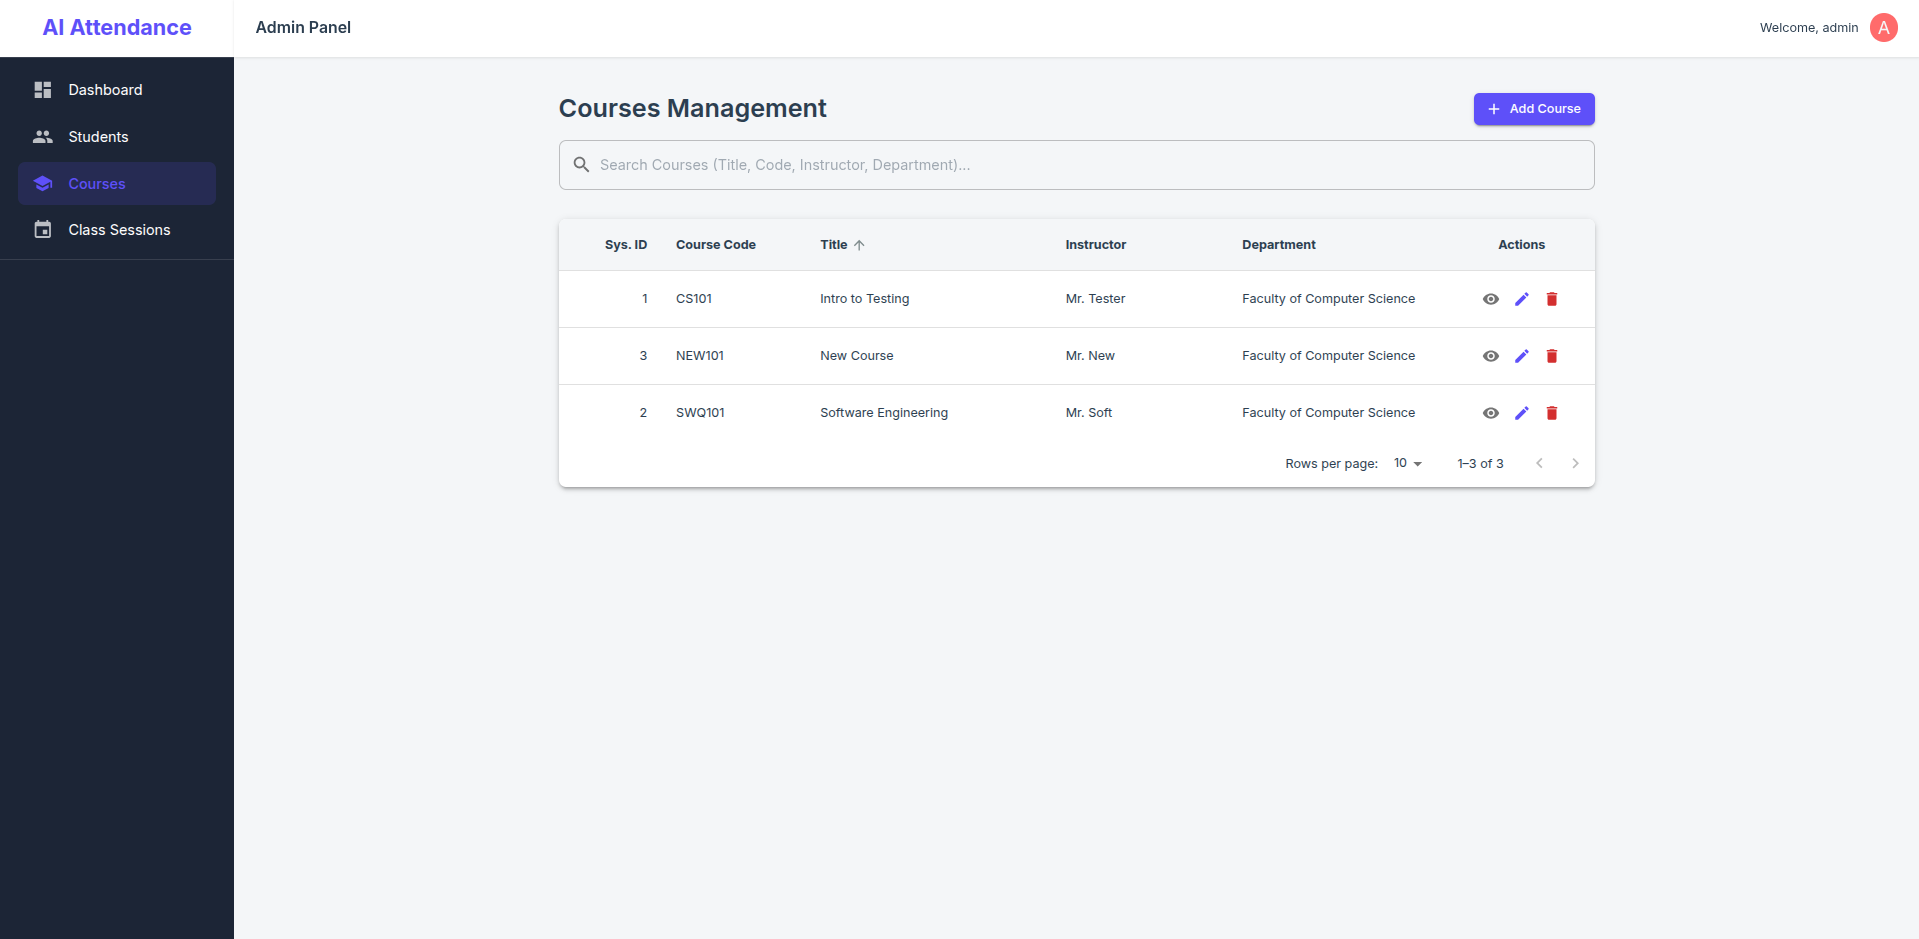 AI Attendance
Admin Panel
Welcome, admin
A
Dashboard
Students
Courses
Class Sessions
Courses Management
Add Course
Search Courses (Title, Code, Instructor, Department)...
Sys. ID Course Code Title Instructor Department Actions
1 CS101 Intro to Testing Mr. Tester Faculty of Computer Science
3 NEW101 New Course Mr. New Faculty of Computer Science
2 SWQ101 Software Engineering Mr. Soft Faculty of Computer Science
Rows per page: 10 1–3 of 3